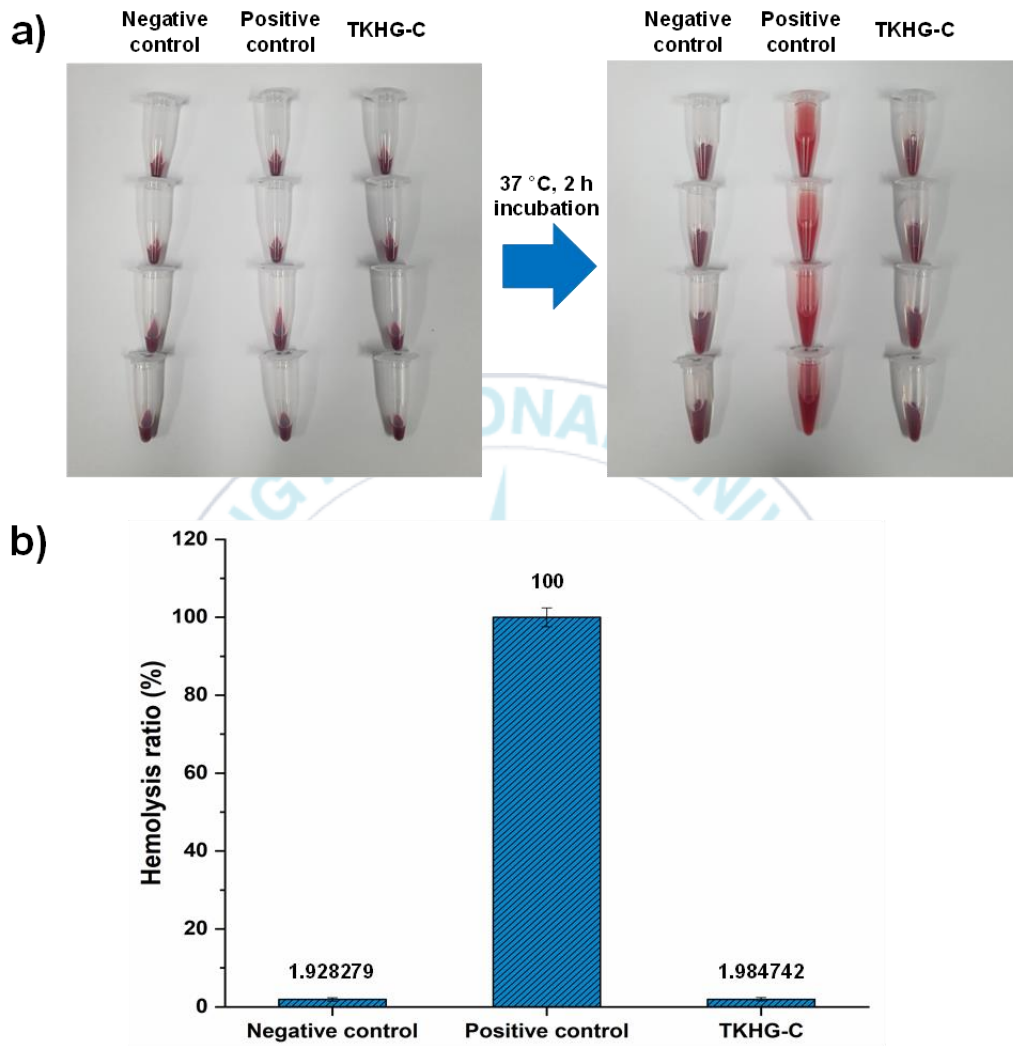 a)
Negative
control
Positive
control
TKHG-C
37 °C, 2 h
incubation
Negative
control
Positive
control
TKHG-C
b)
120
100
80
60
40
20
0
Hemolysis ratio (%)
1.928279
100
1.984742
Negative control
Positive control
TKHG-C